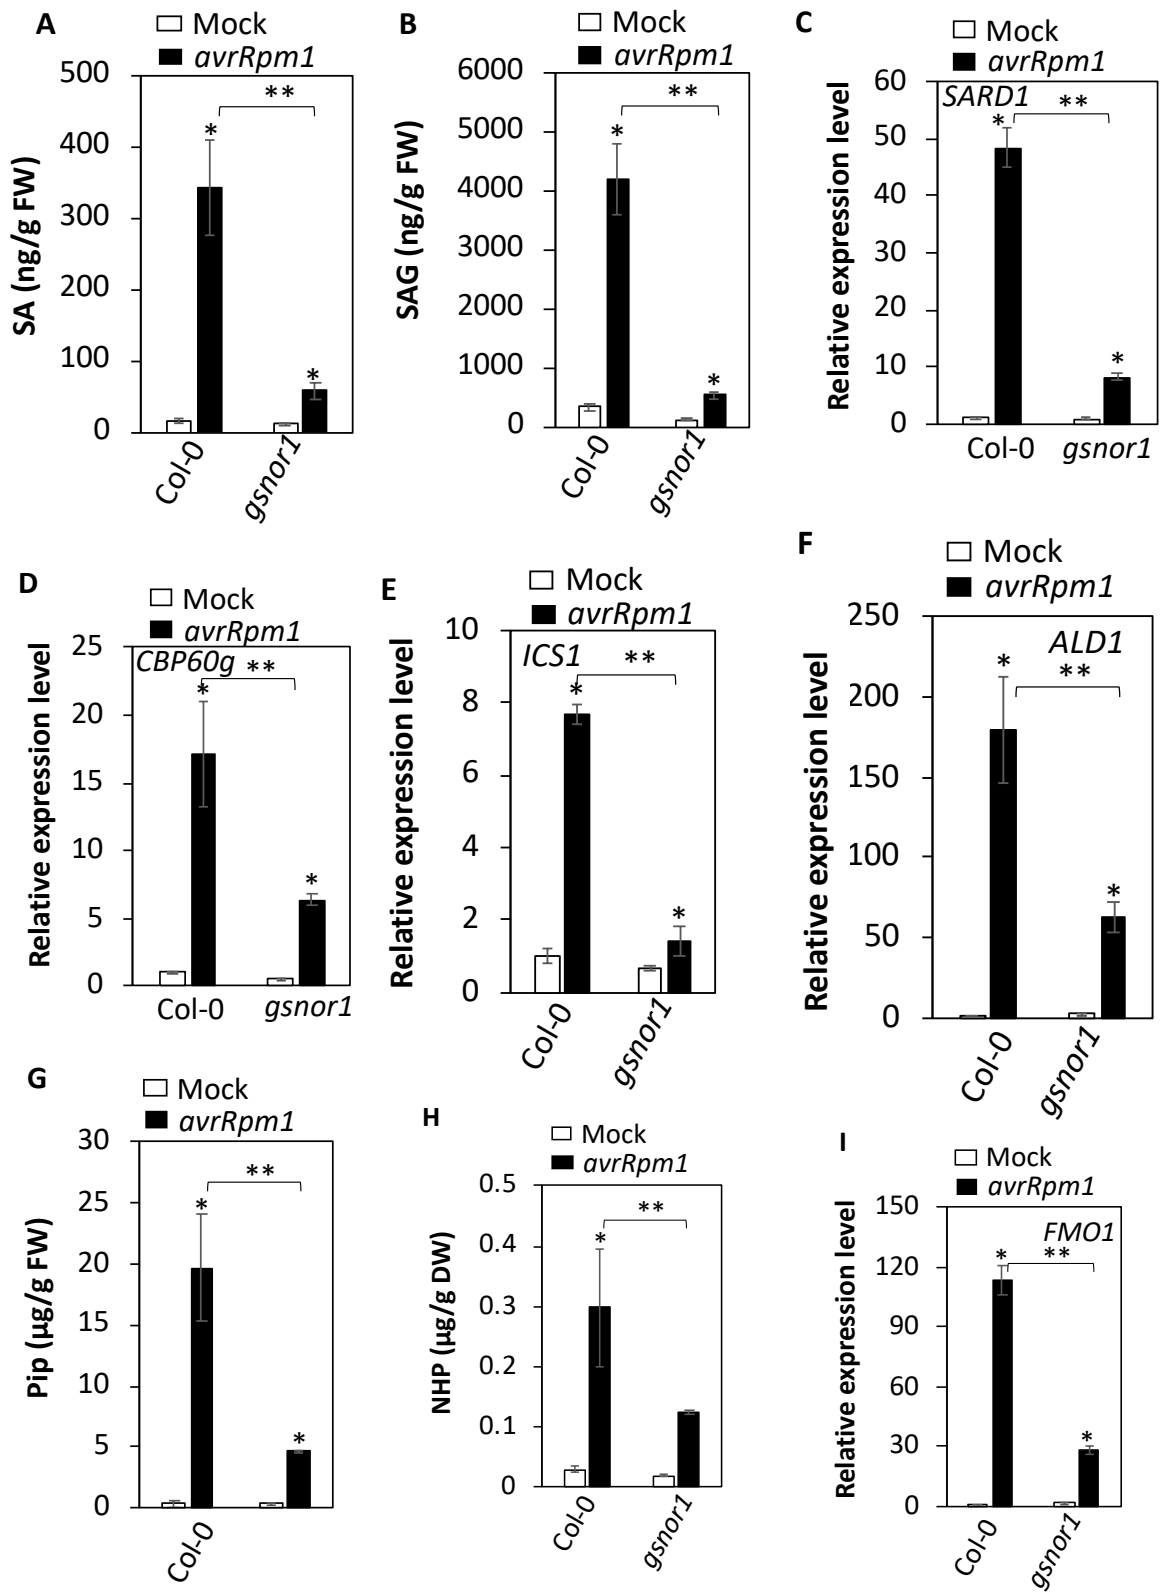 A
Mock
avrRpm1
SA (ng/g FW)
500
400
300
200
100
0
**
*
*
Col-0
gsnor1
B
Mock
avrRpm1
SAG (ng/g FW)
6000
5000
4000
3000
2000
1000
0
**
*
*
Col-0
gsnor1
C
Mock
avrRpm1
Relative expression level
60
50
40
30
20
10
0
SARD1
**
*
*
Col-0
gsnor1
D
Mock
avrRpm1
Relative expression level
25
20
15
10
5
0
CBP60g
**
*
*
Col-0
gsnor1
E
Mock
avrRpm1
Relative expression level
10
8
6
4
2
0
ICS1
**
*
*
Col-0
gsnor1
F
Mock
avrRpm1
Relative expression level
250
200
150
100
50
0
ALD1
**
*
*
Col-0
gsnor1
G
Mock
avrRpm1
Pip (µg/g FW)
30
25
20
15
10
5
0
**
*
*
Col-0
H
Mock
avrRpm1
NHP (µg/g DW)
0.5
0.4
0.3
0.2
0.1
0
**
*
Col-0
gsnor1
I
Mock
avrRpm1
Relative expression level
150
120
90
60
30
0
FMO1
**
*
*
Col-0
gsnor1